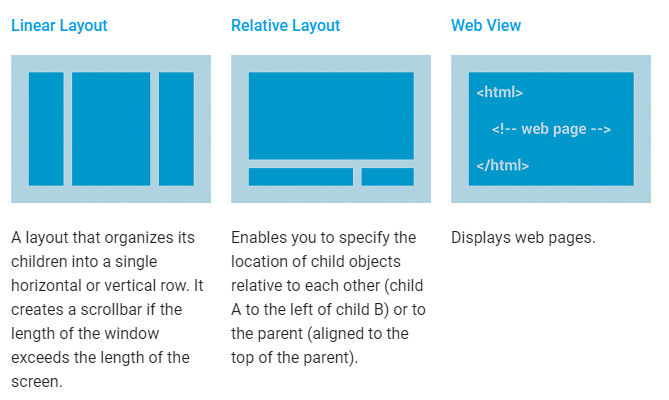 Linear Layout
Relative Layout
Web View
<html>
<!-- web page -->
</html>
A layout that organizes its
children into a single
horizontal or vertical row. It
creates a scrollbar if the
length of the window
exceeds the length of the
screen.
Enables you to specify the
location of child objects
relative to each other (child
A to the left of child B) or to
the parent (aligned to the
top of the parent).
Displays web pages.